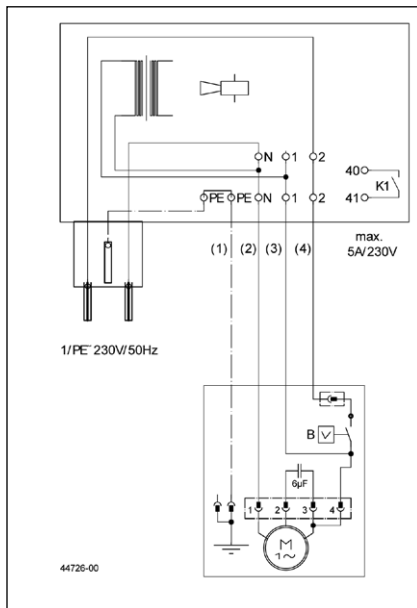 N 1 2
40
K1
PE PE N 1 2 41
(1) (2) (3) (4)
max.
5A/230V
1/PE~ 230V/50Hz
B
6µF
1 2 3 4
M
1~
44726-00